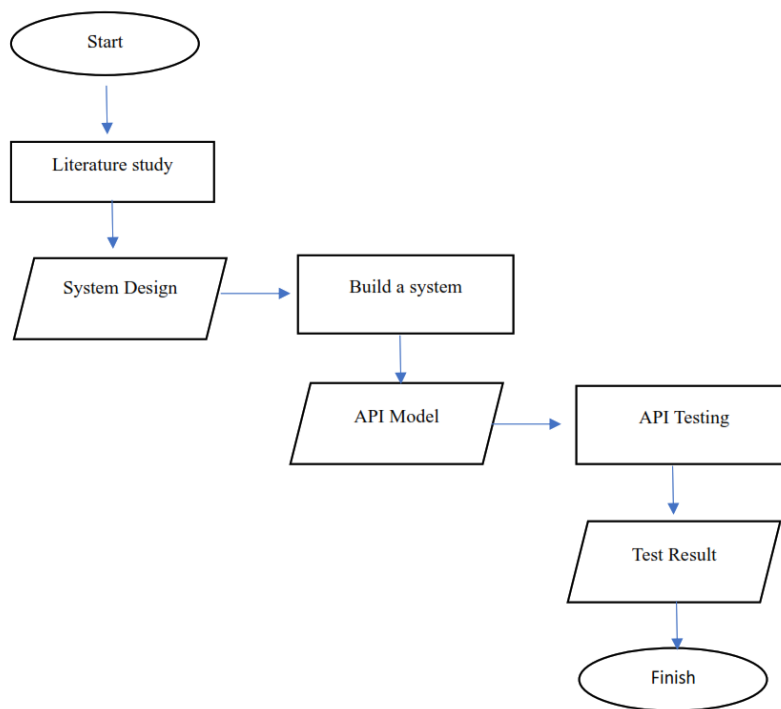 Start
Literature study
System Design
Build a system
API Model
API Testing
Test Result
Finish